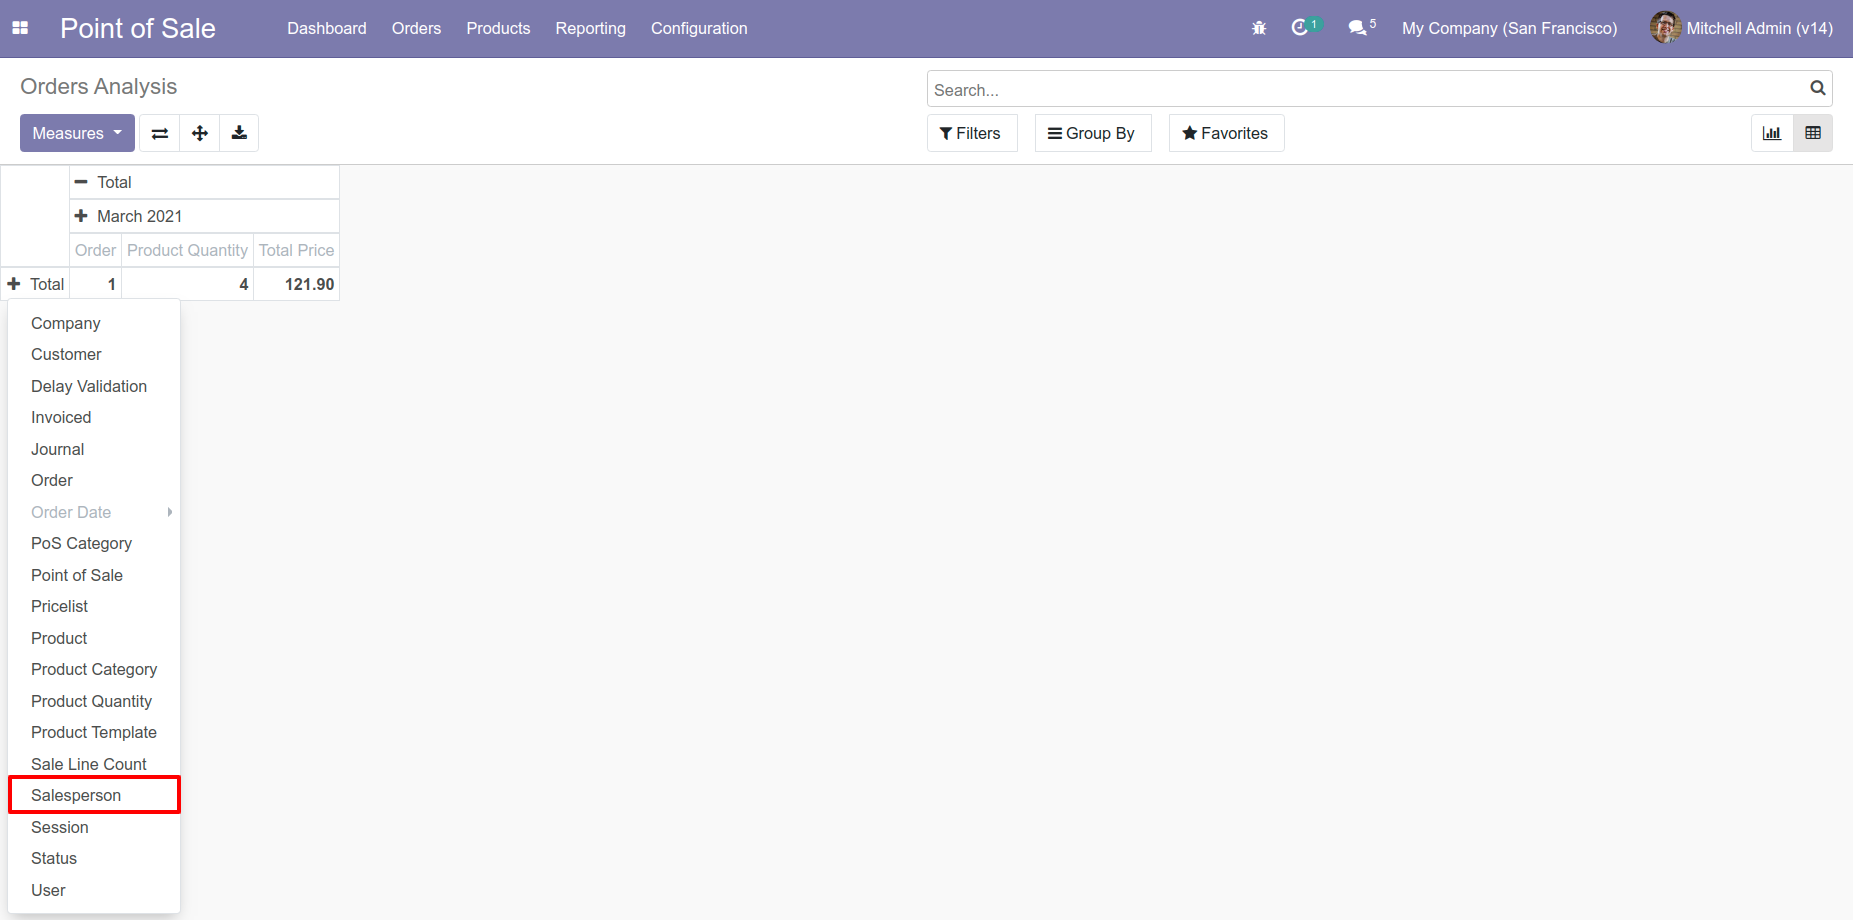 Point of Sale
Dashboard Orders Products Reporting Configuration
1 5 My Company (San Francisco) Mitchell Admin (v14)
Orders Analysis
Search...
Measures
Filters Group By Favorites
Total
March 2021
Order Product Quantity Total Price
Total 1 4 121.90
Company
Customer
Delay Validation
Invoiced
Journal
Order
Order Date
PoS Category
Point of Sale
Pricelist
Product
Product Category
Product Quantity
Product Template
Sale Line Count
Salesperson
Session
Status
User